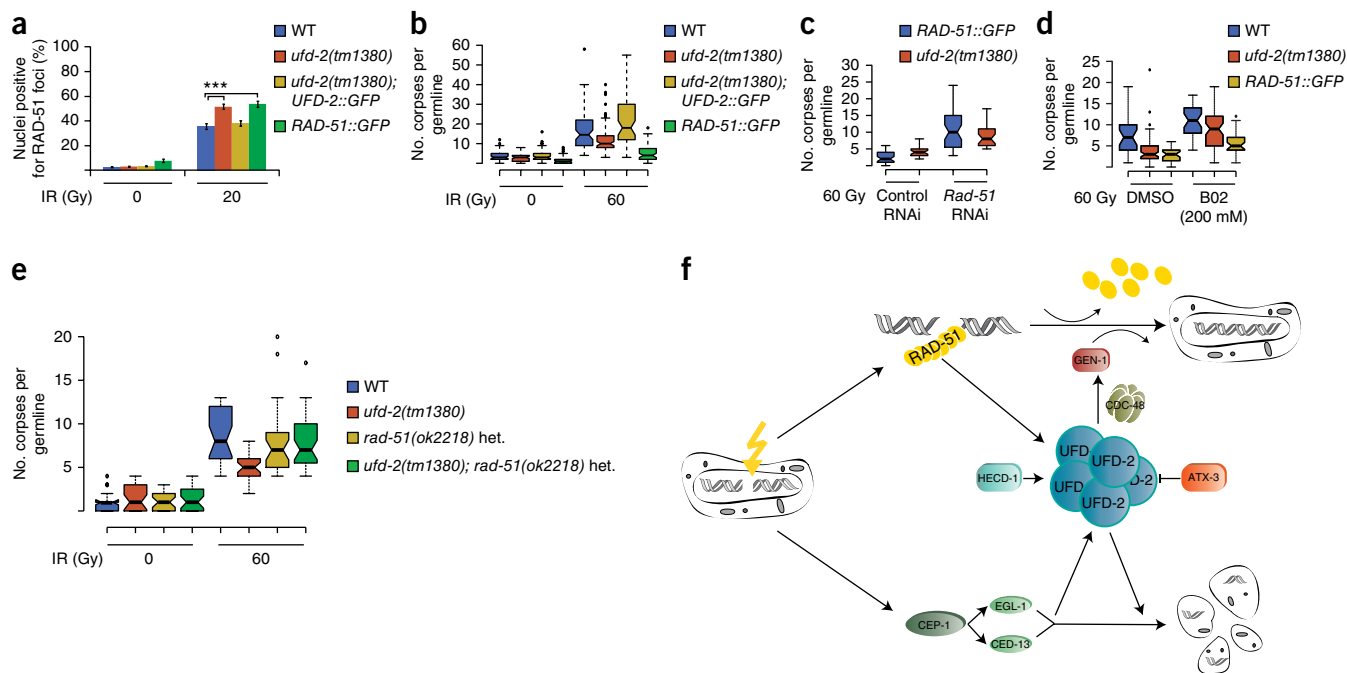 a
Nuclei positive
for RAD-51 foci (%)
100
80
60
40
20
0
***
IR (Gy)
0
20
WT
ufd-2(tm1380)
ufd-2(tm1380);
UFD-2::GFP
RAD-51::GFP
b
No. corpses per
germline
60
50
40
30
20
10
0
IR (Gy)
0
60
WT
ufd-2(tm1380)
ufd-2(tm1380);
UFD-2::GFP
RAD-51::GFP
c
No. corpses per
germline
30
25
20
15
10
5
0
60 Gy
Control
RNAi
Rad-51
RNAi
RAD-51::GFP
ufd-2(tm1380)
d
No. corpses per
germline
25
20
15
10
5
0
60 Gy
DMSO
B02
(200 mM)
WT
ufd-2(tm1380)
RAD-51::GFP
e
No. corpses per
germline
20
15
10
5
IR (Gy)
0
60
WT
ufd-2(tm1380)
rad-51(ok2218) het.
ufd-2(tm1380); rad-51(ok2218) het.
f
RAD-51
GEN-1
CDC-48
UFD
UFD-2
UFD
D-2
UFD-2
HECD-1
ATX-3
CEP-1
EGL-1
CED-13